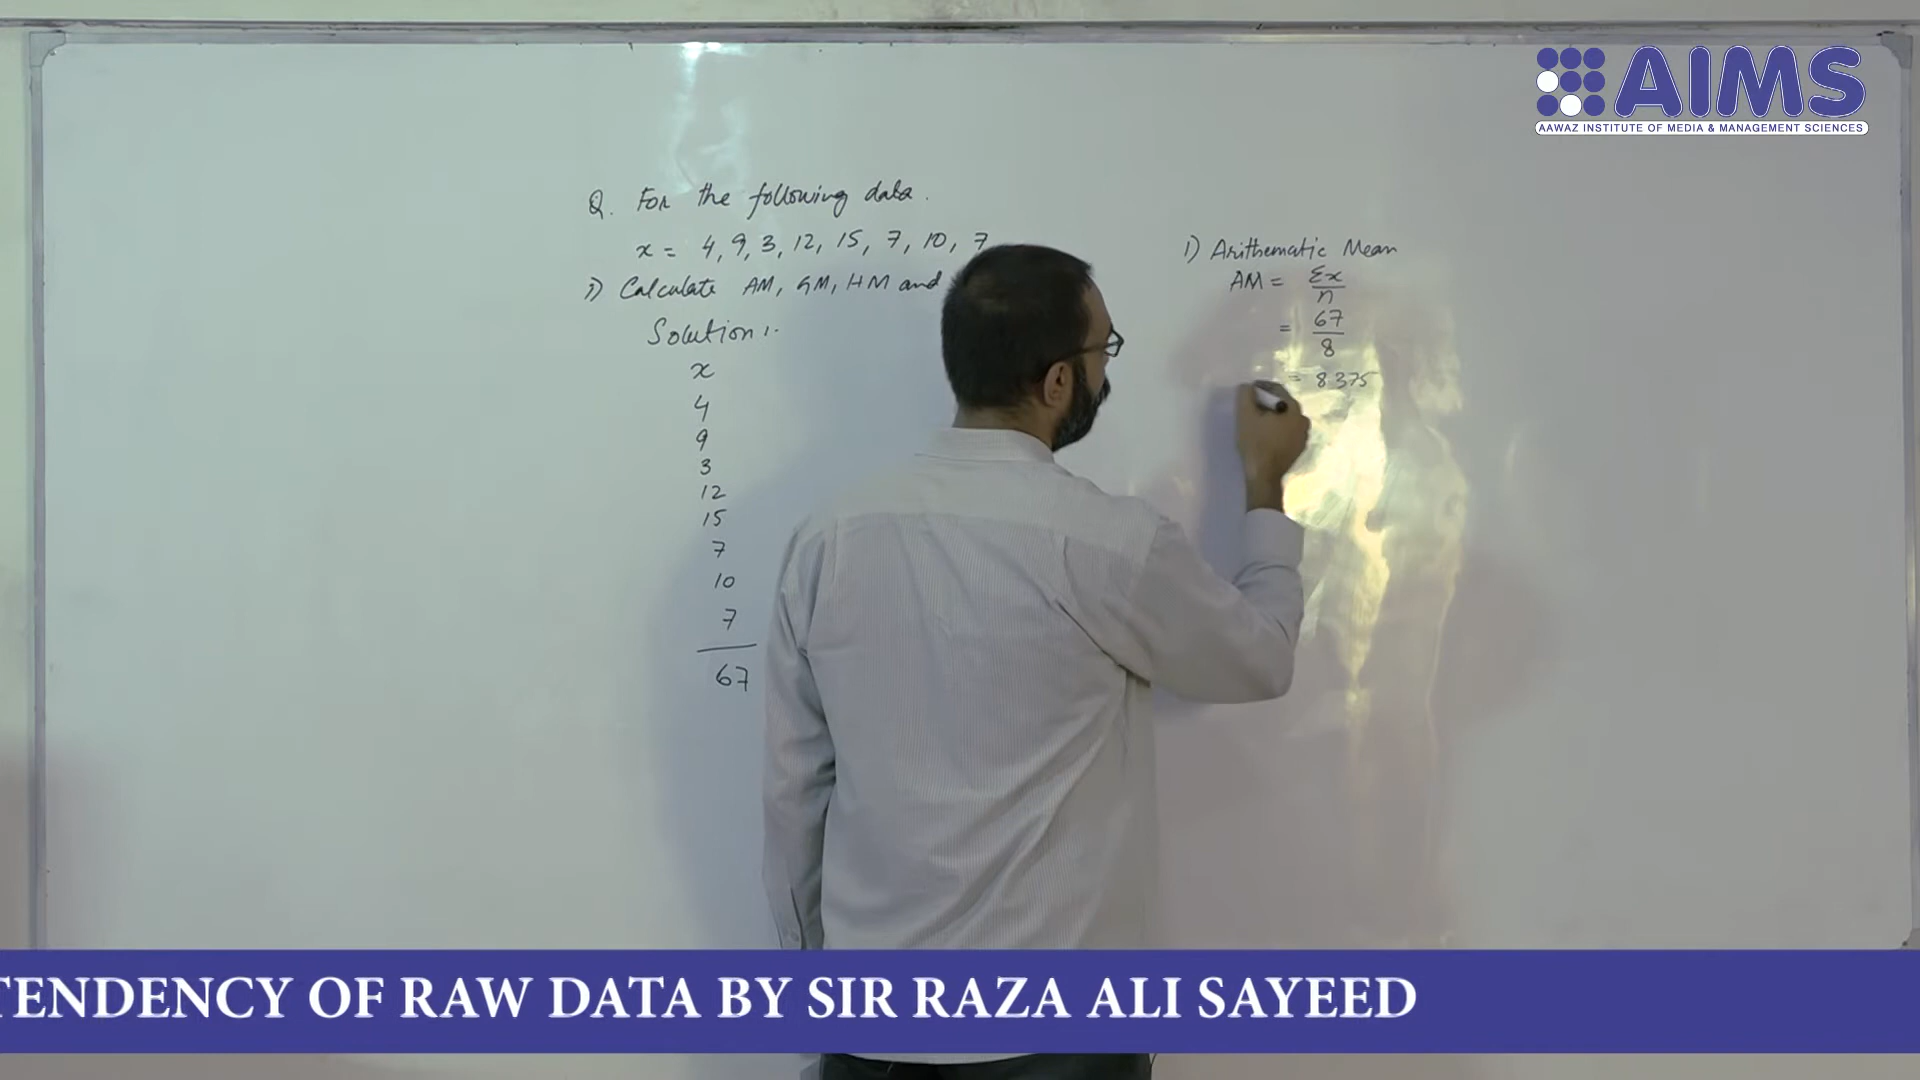 AIMS
AAWAZ INSTITUTE OF MEDIA & MANAGEMENT SCIENCES
Q. For the following data.
x = 4, 9, 3, 12, 15, 7, 10, 7
i) Calculate AM, GM, HM and
Solution:-
x
4
9
3
12
15
7
10
7
67
1) Arithematic Mean
AM = Σx
n
= 67
8
= 8.375
TENDENCY OF RAW DATA BY SIR RAZA ALI SAYEED